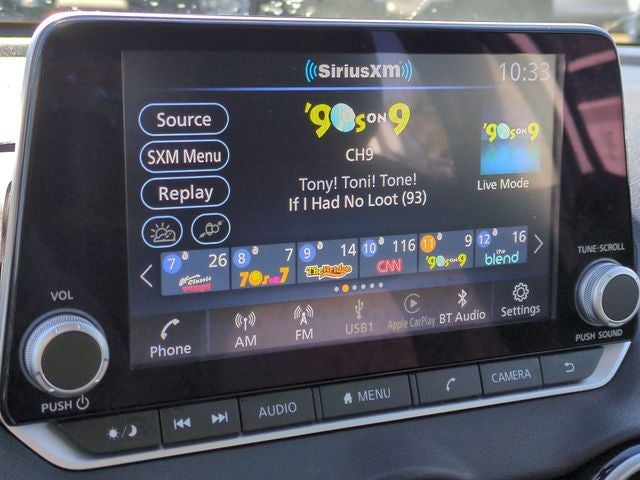 SiriusXM
10:33
Source
SXM Menu
Replay
'90s ON 9
CH9
Tony! Toni! Tone!
If I Had No Loot (93)
'90s ON 9
Live Mode
7 26
8 7
9 14
10 116
11 9
12 16
Classic Vinyl
70s on 7
The Bridge
CNN
'90s ON 9
the blend
Phone
AM
FM
USB1
Apple CarPlay
BT Audio
Settings
VOL
PUSH
TUNE·SCROLL
PUSH SOUND
AUDIO
MENU
CAMERA